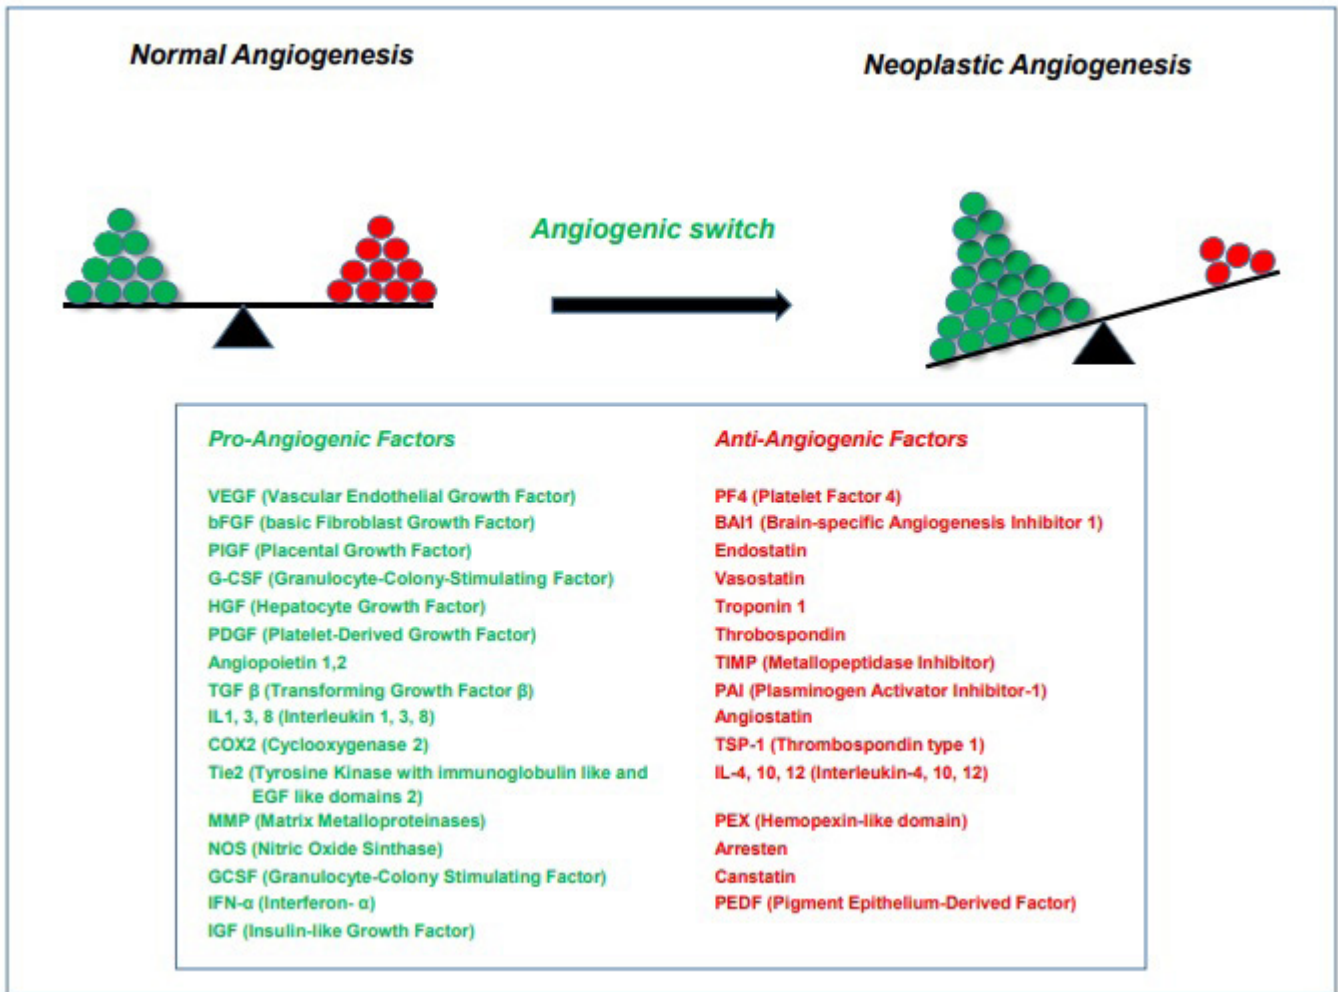 Normal Angiogenesis
Neoplastic Angiogenesis
Angiogenic switch
Pro-Angiogenic Factors
VEGF (Vascular Endothelial Growth Factor)
bFGF (basic Fibroblast Growth Factor)
PIGF (Placental Growth Factor)
G-CSF (Granulocyte-Colony-Stimulating Factor)
HGF (Hepatocyte Growth Factor)
PDGF (Platelet-Derived Growth Factor)
Angiopoietin 1,2
TGF β (Transforming Growth Factor β)
IL1, 3, 8 (Interleukin 1, 3, 8)
COX2 (Cyclooxygenase 2)
Tie2 (Tyrosine Kinase with immunoglobulin like and
EGF like domains 2)
MMP (Matrix Metalloproteinases)
NOS (Nitric Oxide Sinthase)
GCSF (Granulocyte-Colony Stimulating Factor)
IFN-α (Interferon- α)
IGF (Insulin-like Growth Factor)
Anti-Angiogenic Factors
PF4 (Platelet Factor 4)
BAI1 (Brain-specific Angiogenesis Inhibitor 1)
Endostatin
Vasostatin
Troponin 1
Throbospondin
TIMP (Metallopeptidase Inhibitor)
PAI (Plasminogen Activator Inhibitor-1)
Angiostatin
TSP-1 (Thrombospondin type 1)
IL-4, 10, 12 (Interleukin-4, 10, 12)
PEX (Hemopexin-like domain)
Arresten
Canstatin
PEDF (Pigment Epithelium-Derived Factor)